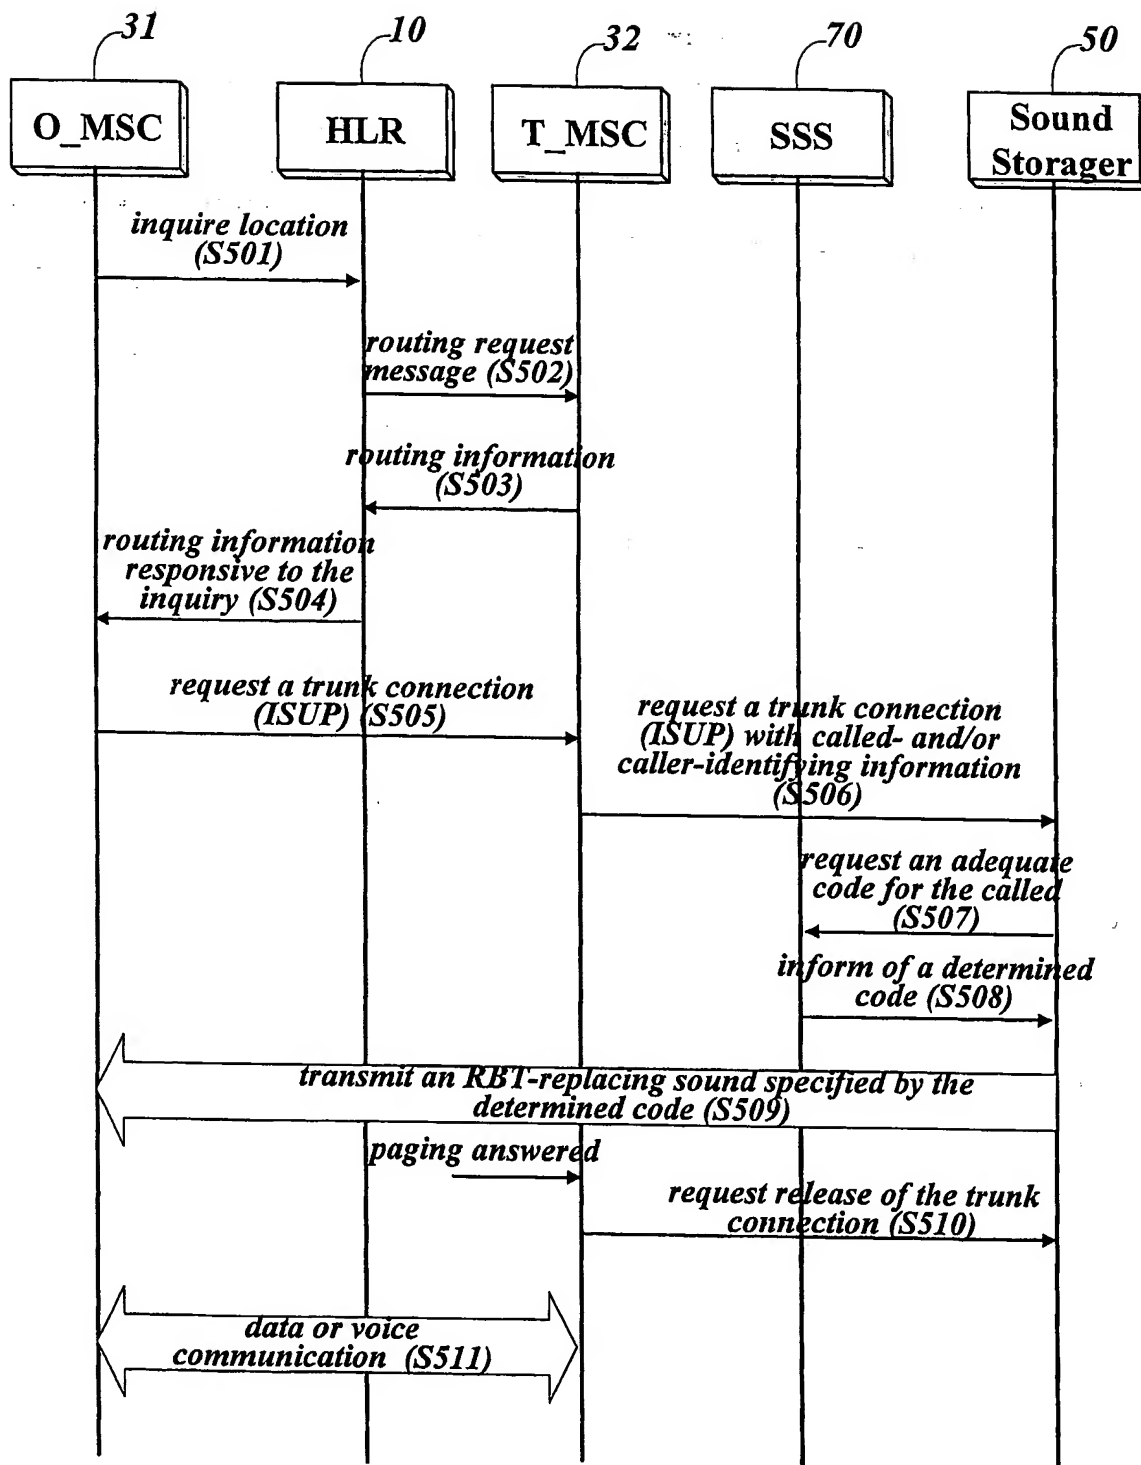 31
10
32
70
50
O_MSC
HLR
T_MSC
SSS
Sound
Storager
inquire location
(S501)
routing request
message (S502)
routing information
(S503)
routing information
responsive to the
inquiry (S504)
request a trunk connection
(ISUP) (S505)
request a trunk connection
(ISUP) with called- and/or
caller-identifying information
(S506)
request an adequate
code for the called
(S507)
inform of a determined
code (S508)
transmit an RBT-replacing sound specified by the
determined code (S509)
paging answered
request release of the trunk
connection (S510)
data or voice
communication (S511)